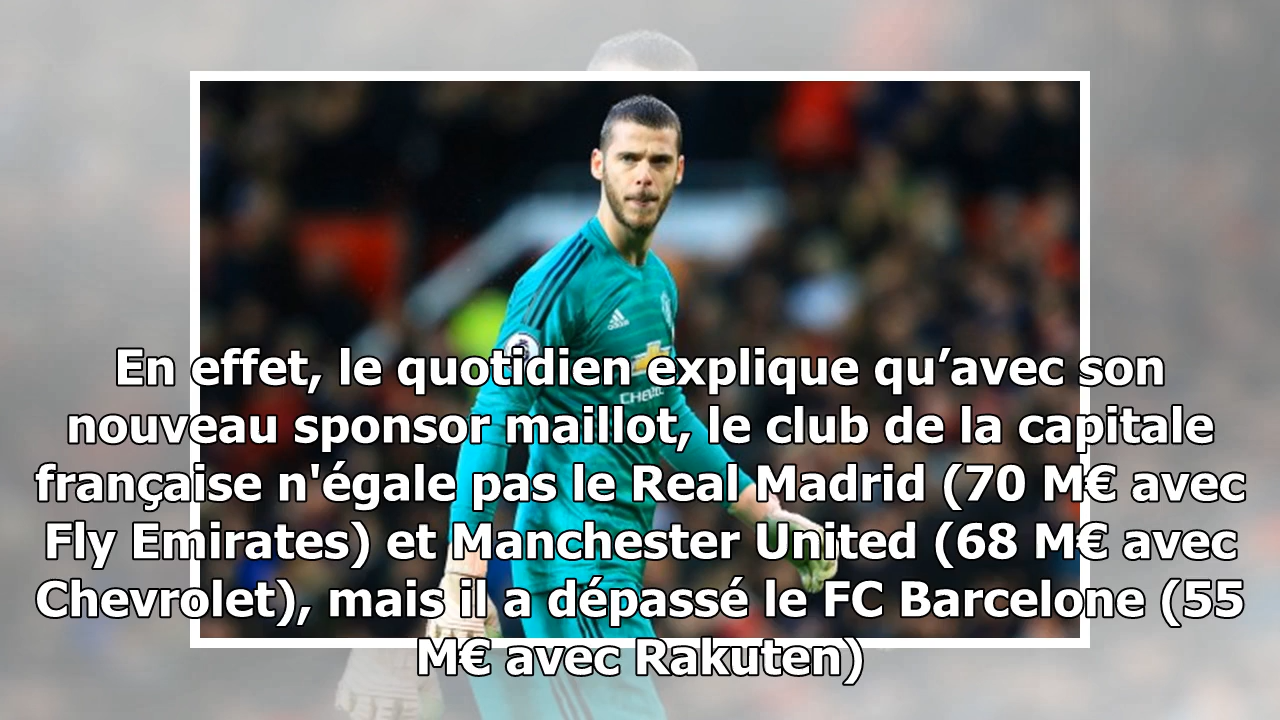 En effet, le quotidien explique qu’avec son
nouveau sponsor maillot, le club de la capitale
française n'égale pas le Real Madrid (70 M€ avec
Fly Emirates) et Manchester United (68 M€ avec
Chevrolet), mais il a dépassé le FC Barcelone (55
M€ avec Rakuten)